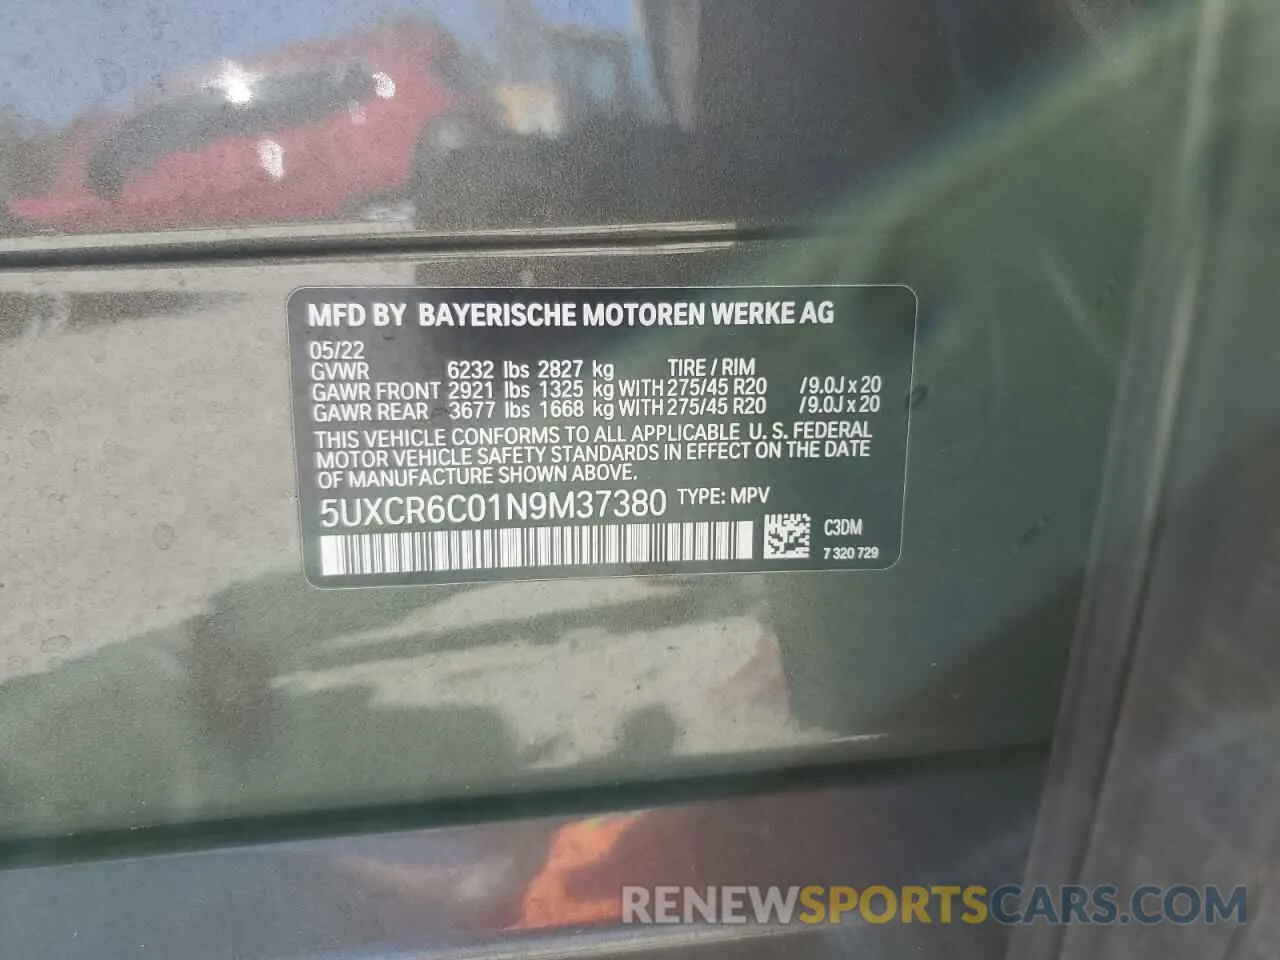 MFD BY BAYERISCHE MOTOREN WERKE AG
05/22
GVWR 6232 lbs 2827 kg TIRE / RIM
GAWR FRONT 2921 lbs 1325 kg WITH 275/45 R20 /9.0J x 20
GAWR REAR 3677 lbs 1668 kg WITH 275/45 R20 /9.0J x 20
THIS VEHICLE CONFORMS TO ALL APPLICABLE U. S. FEDERAL
MOTOR VEHICLE SAFETY STANDARDS IN EFFECT ON THE DATE
OF MANUFACTURE SHOWN ABOVE.
5UXCR6C01N9M37380 TYPE: MPV
C3DM
7 320 729
RENEWSPORTSCARS.COM